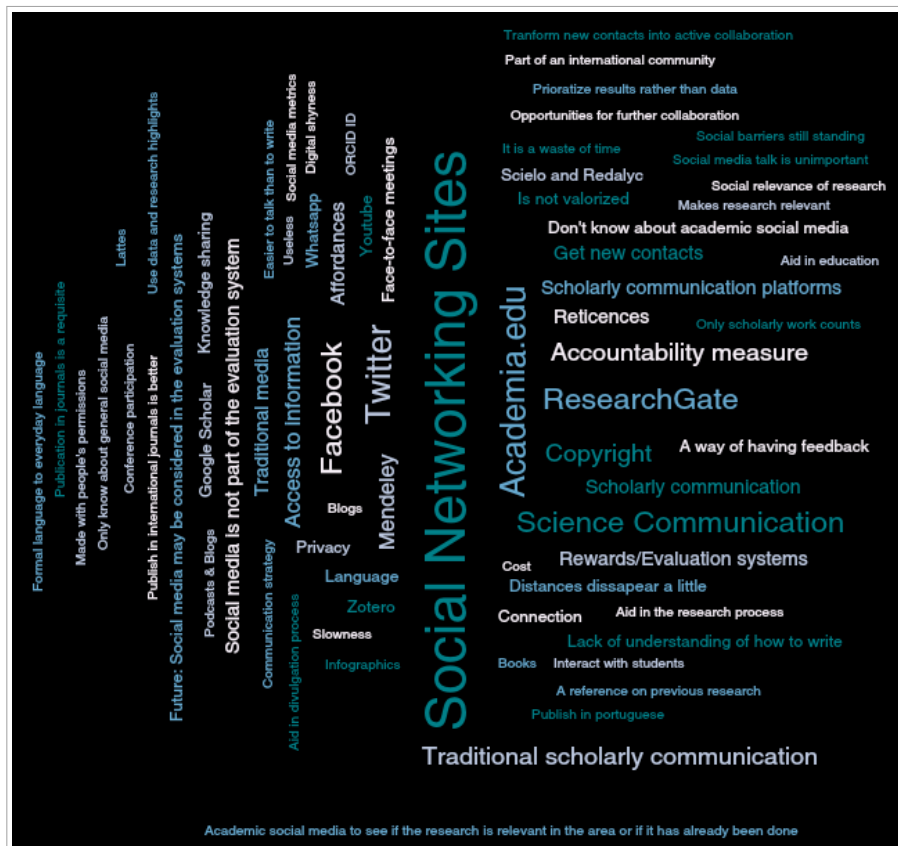 Tranform new contacts into active collaboration
Part of an international community
Prioratize results rather than data
Opportunities for further collaboration
Social barriers still standing
It is a waste of time
Social media talk is unimportant
Scielo and Redalyc
Social relevance of research
Is not valorized
Makes research relevant
Don't know about academic social media
Get new contacts
Aid in education
Scholarly communication platforms
Reticences
Only scholarly work counts
Accountability measure
ResearchGate
A way of having feedback
Copyright
Scholarly communication
Science Communication
Rewards/Evaluation systems
Cost
Distances dissapear a little
Connection
Aid in the research process
Lack of understanding of how to write
Books
Interact with students
A reference on previous research
Publish in portuguese
Traditional scholarly communication
Academic social media to see if the research is relevant in the area or if it has already been done
Formal language to everyday language
Publication in journals is a requisite
Made with people's permissions
Only know about general social media
Lattes
Conference participation
Use data and research highlights
Publish in international journals is better
Future: Social media may be considered in the evaluation systems
Knowledge sharing
Google Scholar
Podcasts & Blogs
Social media is not part of the evaluation system
Easier to talk than to write
Traditional media
Communication strategy
Social media metrics
Useless
Access to Information
Aid in divulgation process
Digital shyness
Whatsapp
ORCID ID
Affordances
Youtube
Face-to-face meetings
Facebook
Twitter
Mendeley
Blogs
Privacy
Language
Zotero
Slowness
Infographics
Social Networking Sites
Academia.edu